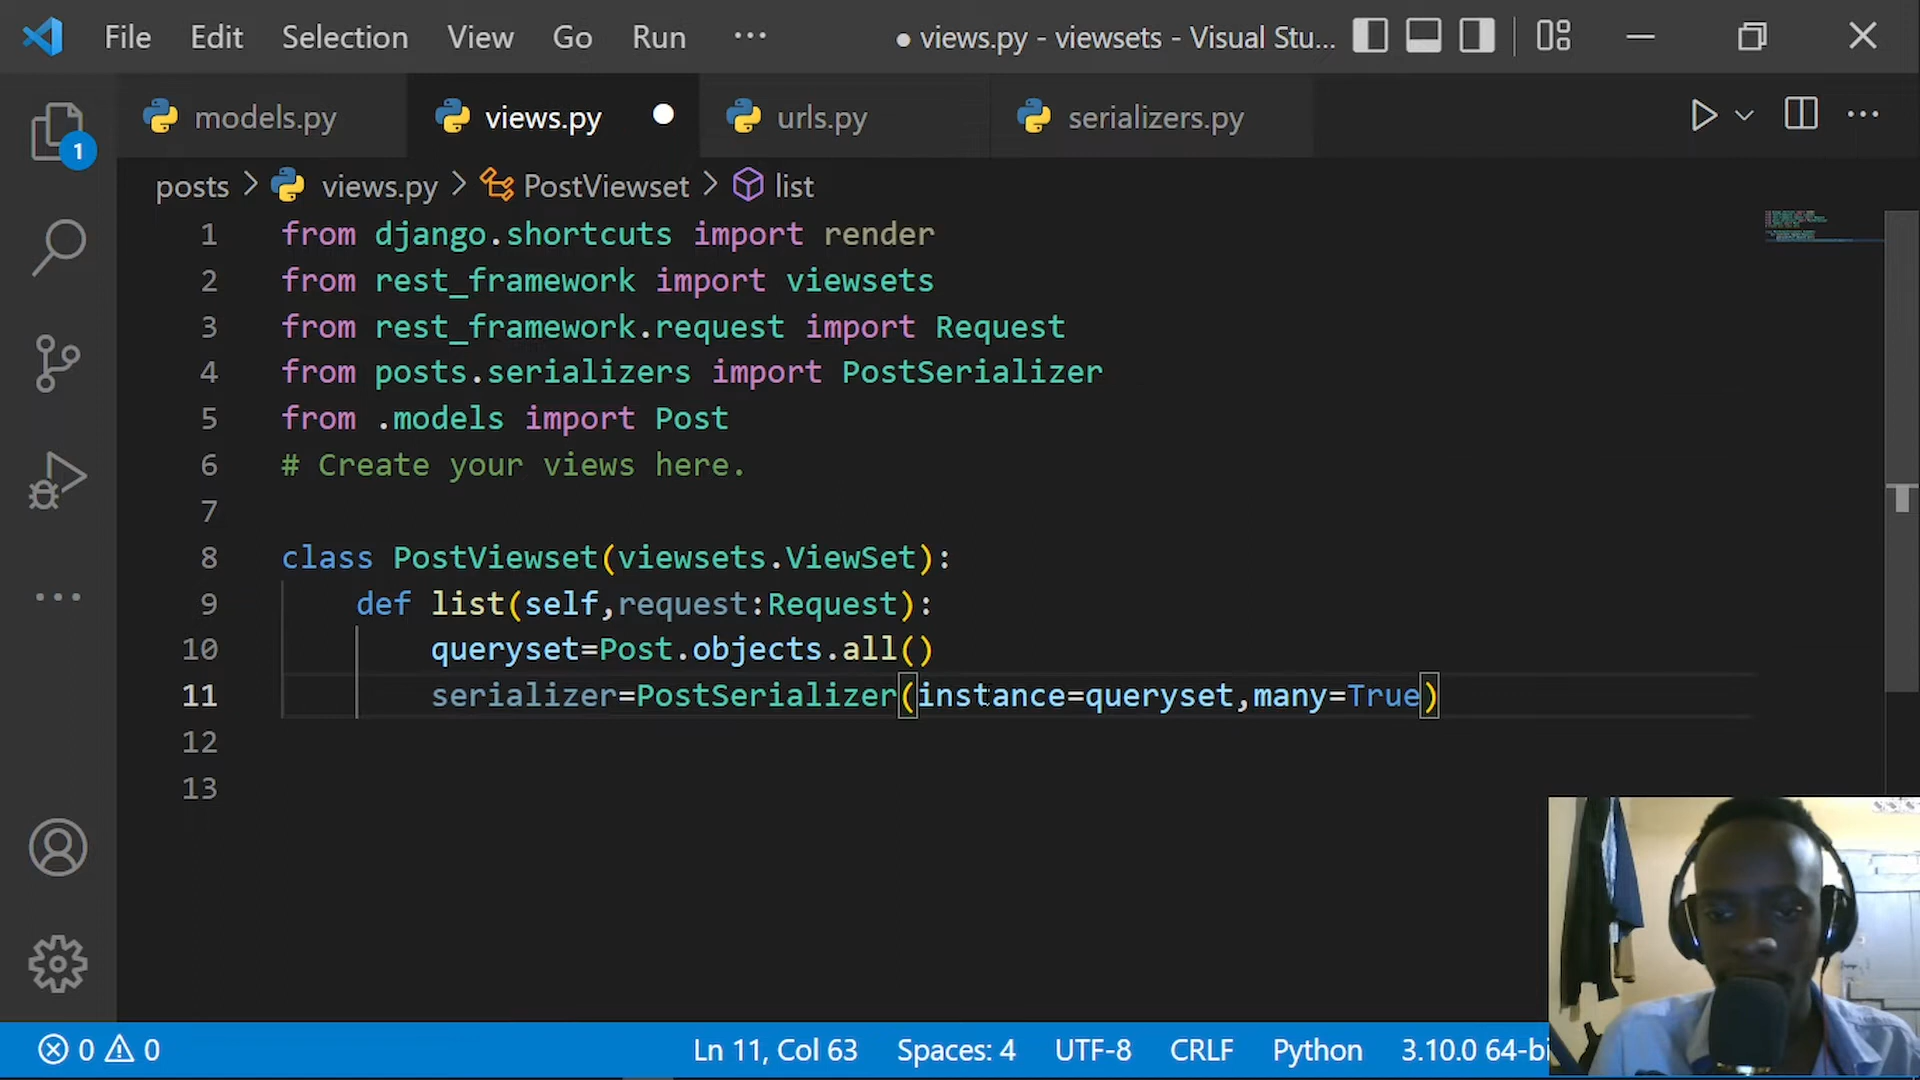 File Edit Selection View Go Run ··· ● views.py - viewsets - Visual Stu...
models.py views.py urls.py serializers.py
1
posts > views.py > PostViewset > list
1 from django.shortcuts import render
2 from rest_framework import viewsets
3 from rest_framework.request import Request
4 from posts.serializers import PostSerializer
5 from .models import Post
6 # Create your views here.
7
8 class PostViewset(viewsets.ViewSet):
9 def list(self,request:Request):
10 queryset=Post.objects.all()
11 serializer=PostSerializer(instance=queryset,many=True)
12
13
0 0 Ln 11, Col 63 Spaces: 4 UTF-8 CRLF Python 3.10.0 64-bi